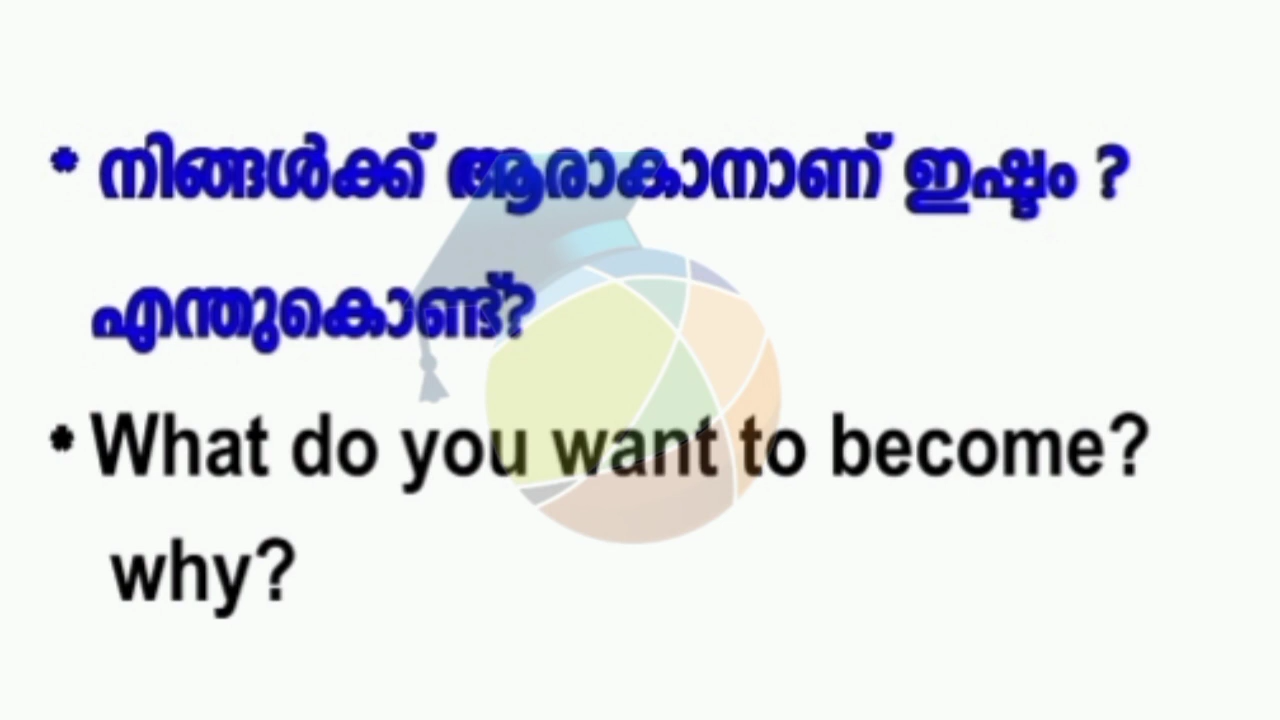 * നിങ്ങൾക്ക് ആരാകാനാണ് ഇഷ്ടം ?
എന്തുകൊണ്ട്?
* What do you want to become?
why?